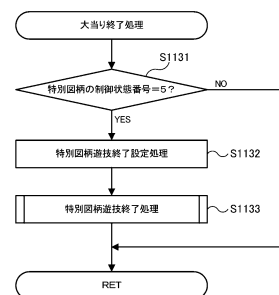 大当り終了処理
S1131
特別図柄の制御状態番号＝5？
NO
YES
特別図柄遊技終了設定処理
S1132
特別図柄遊技終了処理
S1133
RET